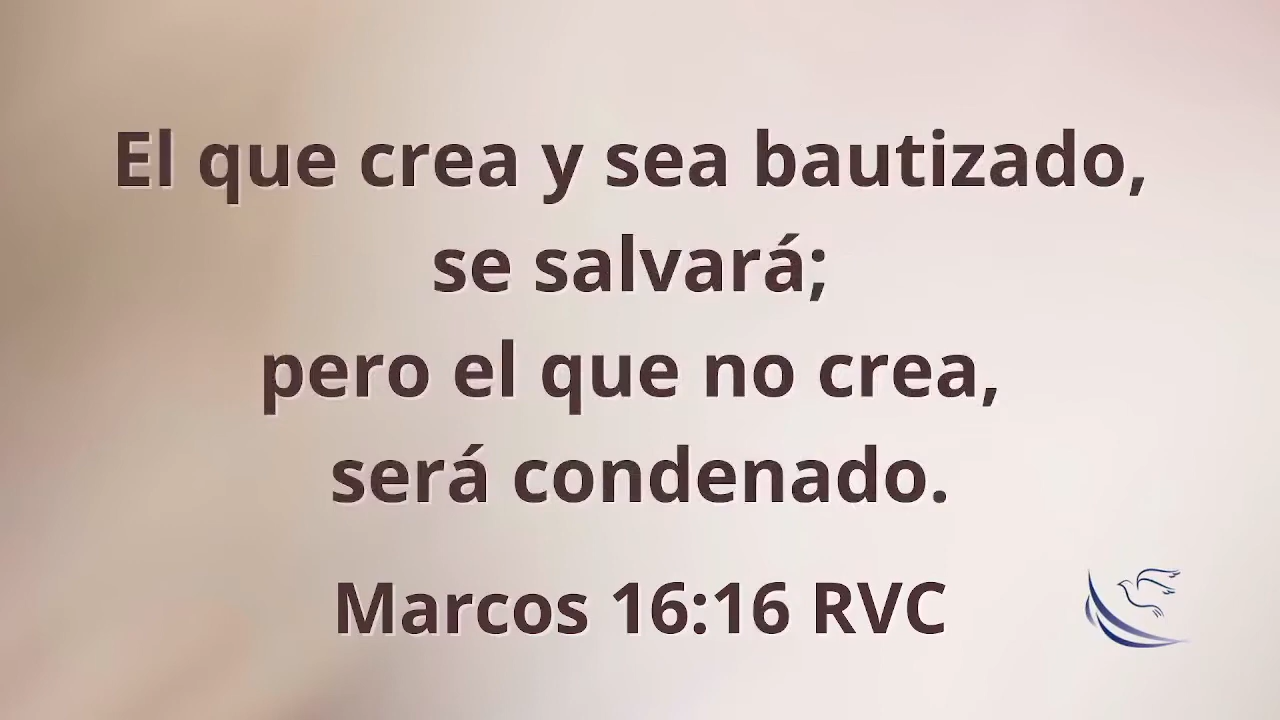 El que crea y sea bautizado,
se salvará;
pero el que no crea,
será condenado.
Marcos 16:16 RVC